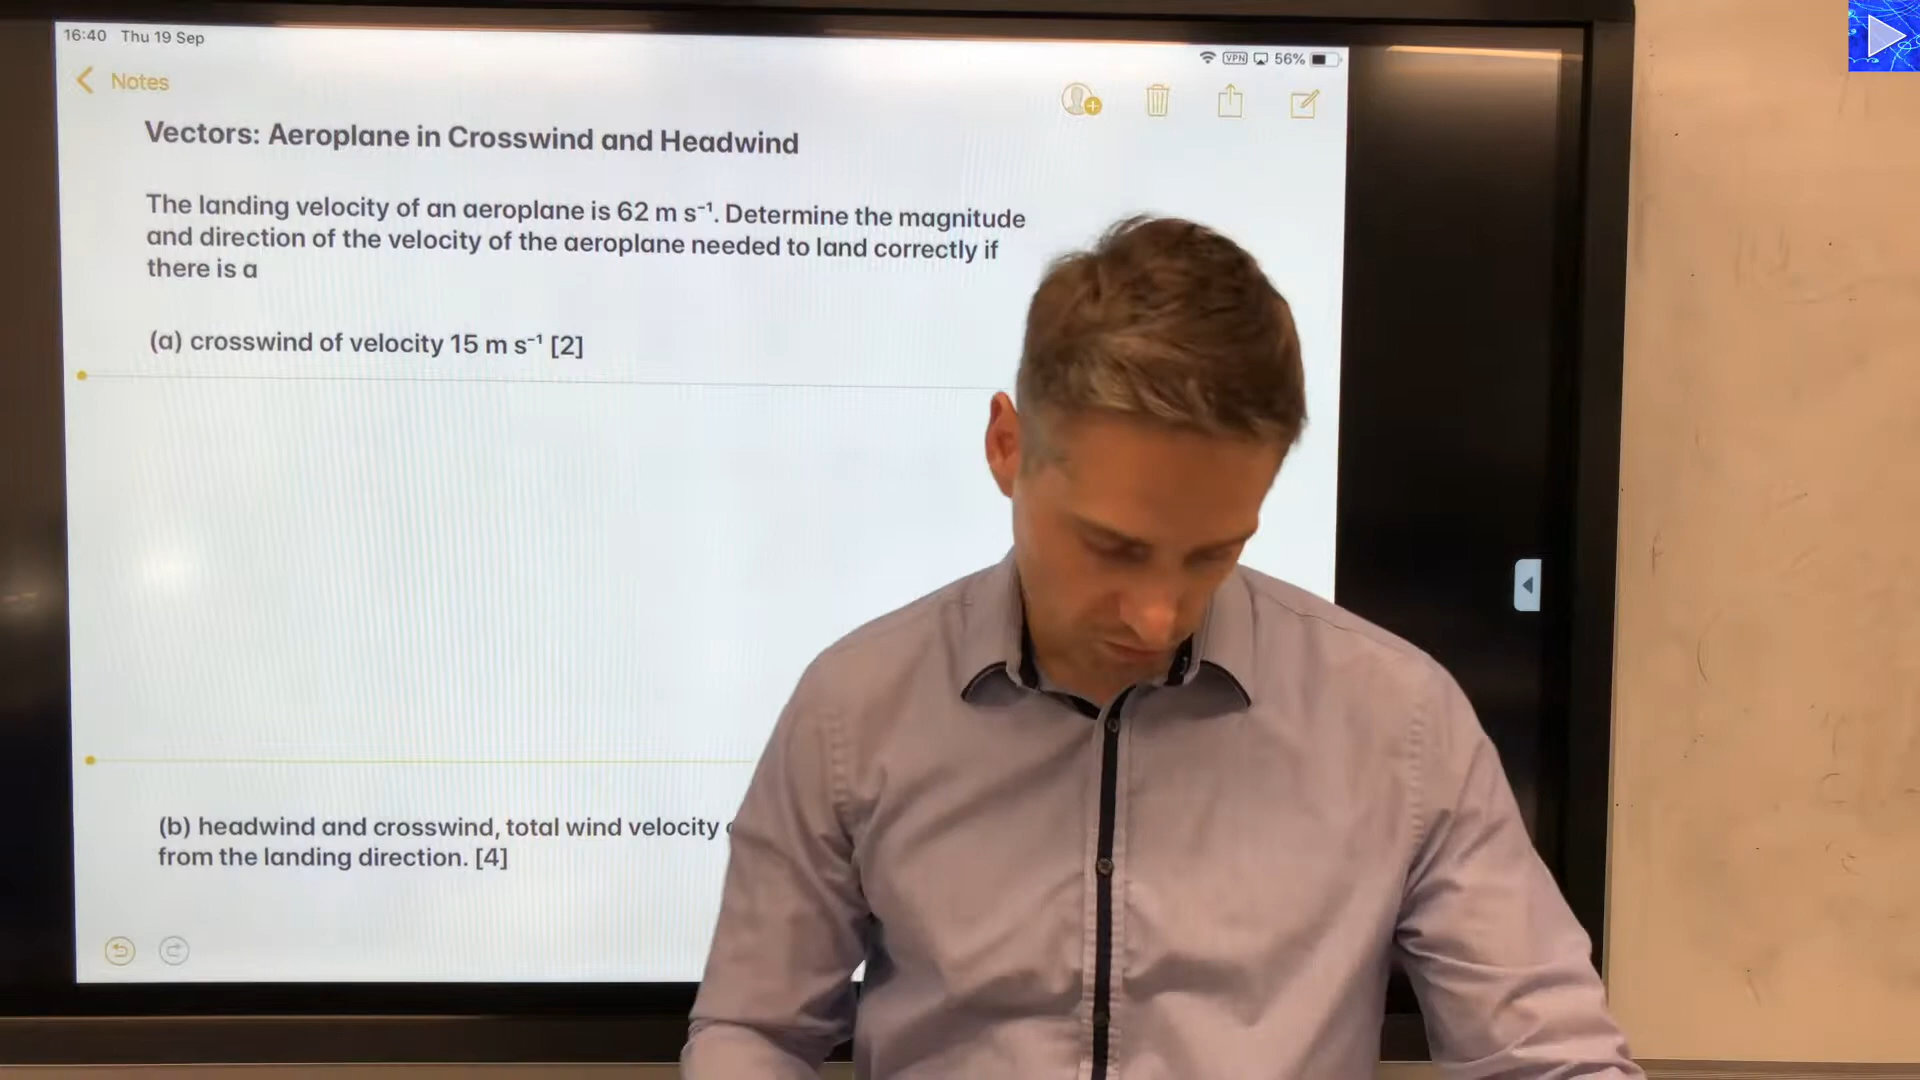 16:40 Thu 19 Sep
VPN 56%
Notes
Vectors: Aeroplane in Crosswind and Headwind
The landing velocity of an aeroplane is 62 m s⁻¹. Determine the magnitude
and direction of the velocity of the aeroplane needed to land correctly if
there is a
(a) crosswind of velocity 15 m s⁻¹ [2]
(b) headwind and crosswind, total wind velocity
from the landing direction. [4]